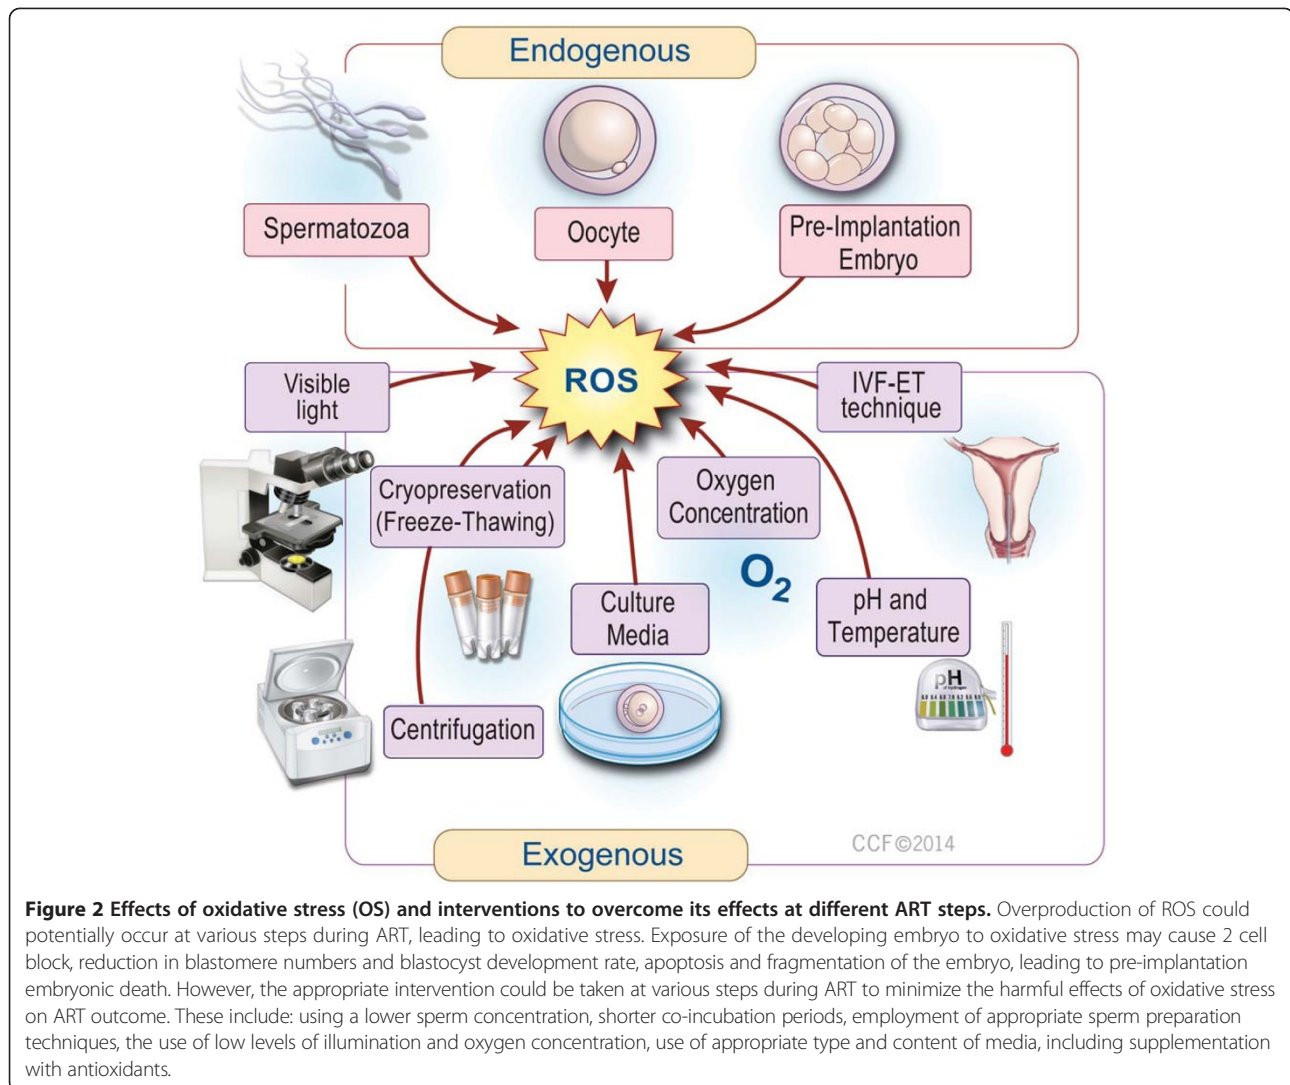 Endogenous
Spermatozoa
Oocyte
Pre-Implantation
Embryo
ROS
Visible
light
IVF-ET
technique
Cryopreservation
(Freeze-Thawing)
Oxygen
Concentration
O2
Culture
Media
pH and
Temperature
pH
Centrifugation
CCF©2014
Exogenous
Figure 2 Effects of oxidative stress (OS) and interventions to overcome its effects at different ART steps. Overproduction of ROS could
potentially occur at various steps during ART, leading to oxidative stress. Exposure of the developing embryo to oxidative stress may cause 2 cell
block, reduction in blastomere numbers and blastocyst development rate, apoptosis and fragmentation of the embryo, leading to pre-implantation
embryonic death. However, the appropriate intervention could be taken at various steps during ART to minimize the harmful effects of oxidative stress
on ART outcome. These include: using a lower sperm concentration, shorter co-incubation periods, employment of appropriate sperm preparation
techniques, the use of low levels of illumination and oxygen concentration, use of appropriate type and content of media, including supplementation
with antioxidants.